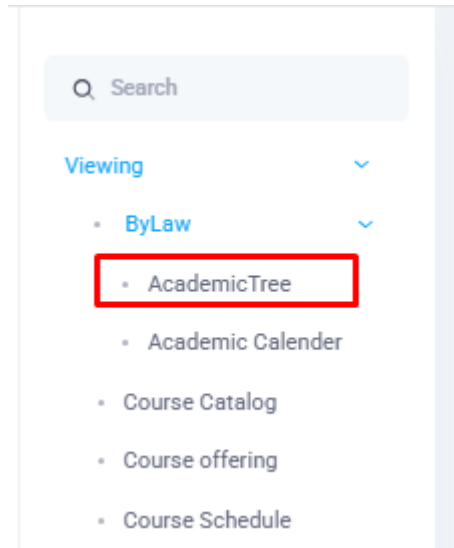 Search
Viewing
ByLaw
AcademicTree
Academic Calender
Course Catalog
Course offering
Course Schedule